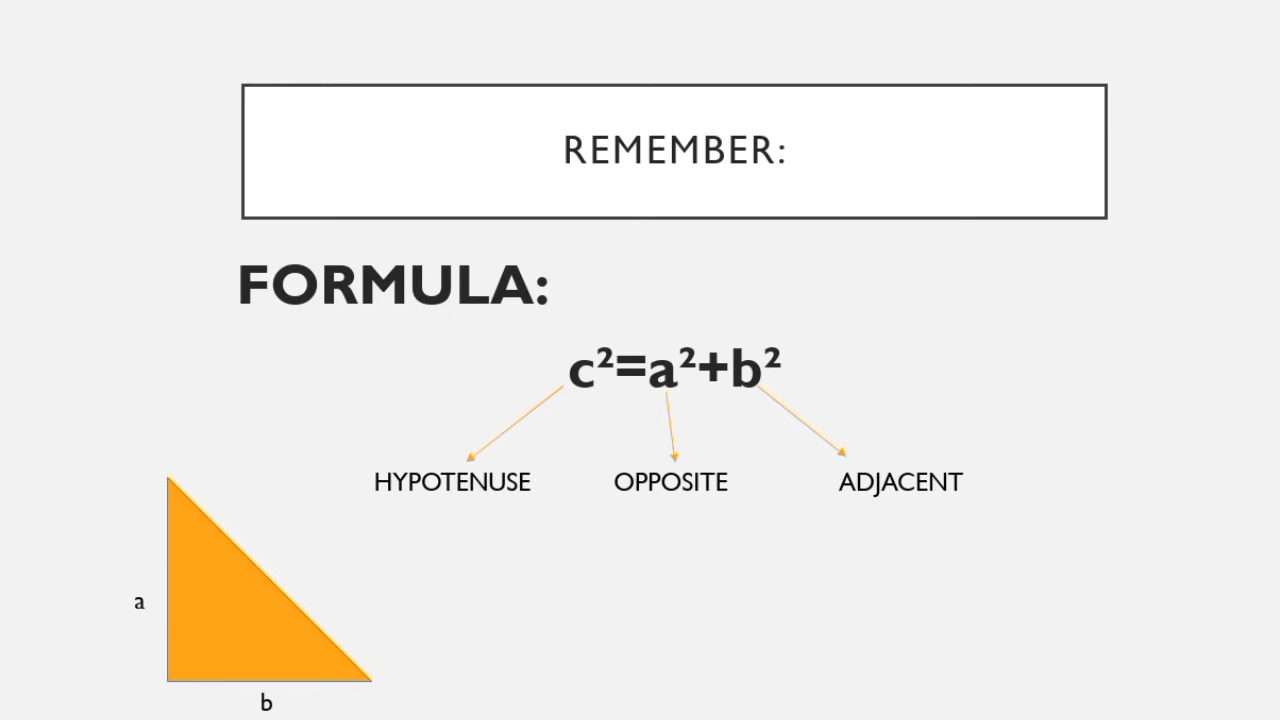 REMEMBER:
FORMULA:
c²=a²+b²
HYPOTENUSE OPPOSITE ADJACENT
a
b